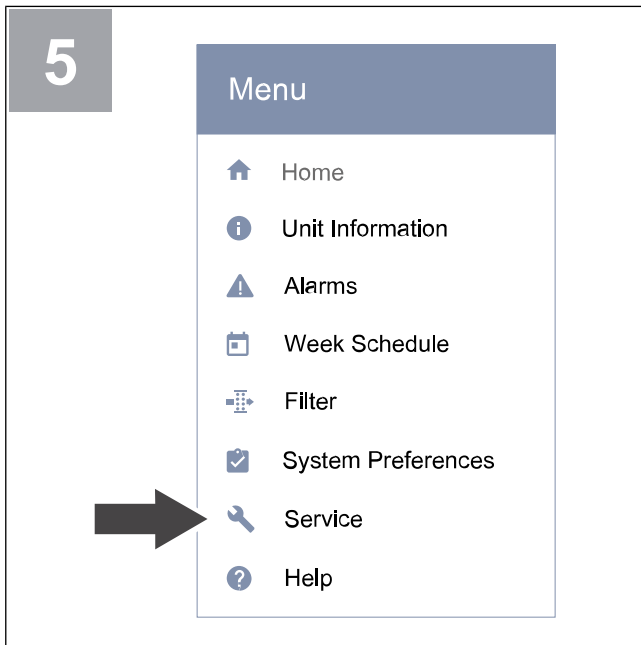 5
Menu
Home
Unit Information
Alarms
Week Schedule
Filter
System Preferences
Service
Help